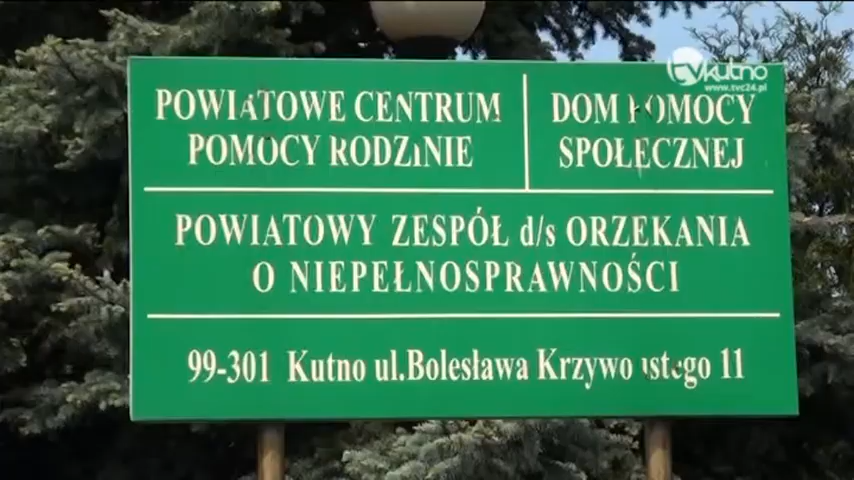 tvkutno
www.tvc24.pl
POWIATOWE CENTRUM
POMOCY RODZINIE
DOM POMOCY
SPOŁECZNEJ
POWIATOWY ZESPÓŁ d/s ORZEKANIA
O NIEPEŁNOSPRAWNOŚCI
99-301 Kutno ul.Bolesława Krzywoustego 11